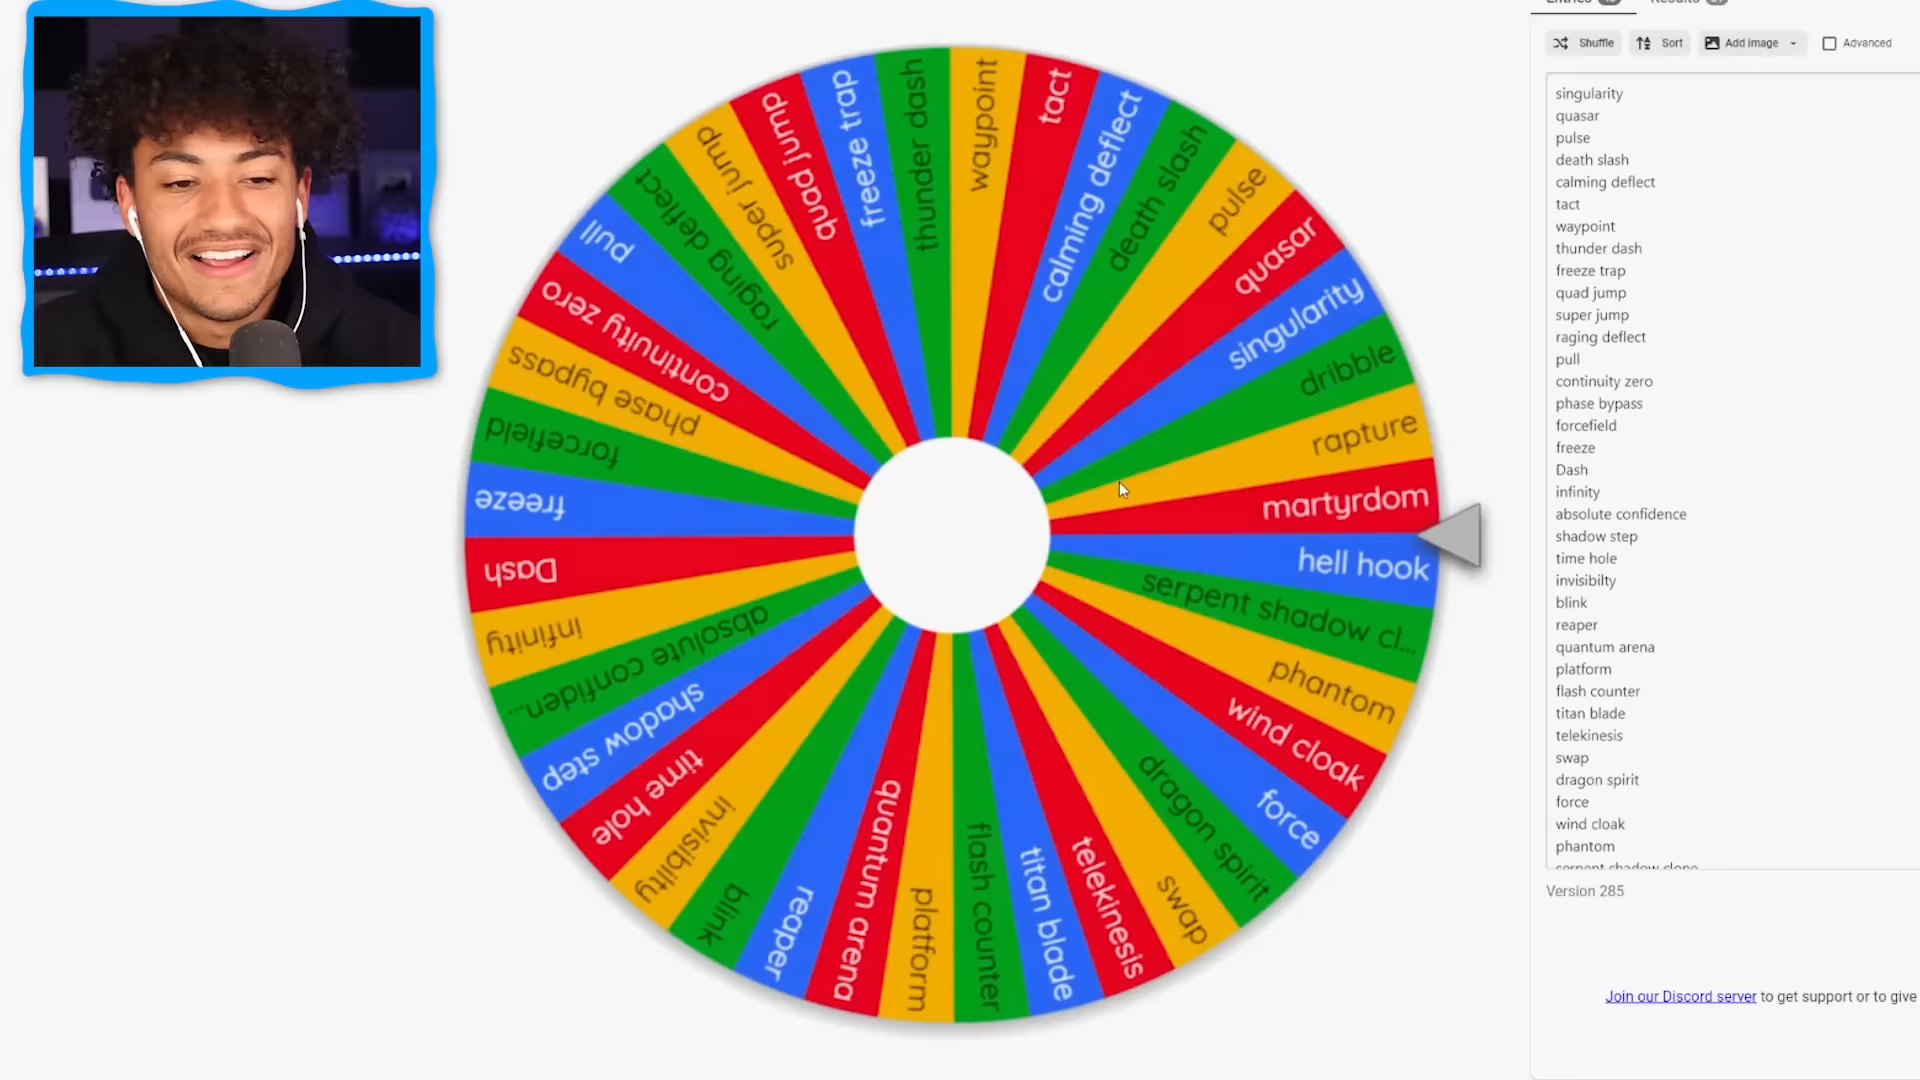 Entries
Results
Shuffle
Sort
Add image
Advanced
singularity
quasar
pulse
death slash
calming deflect
tact
waypoint
thunder dash
freeze trap
quad jump
super jump
raging deflect
pull
continuity zero
phase bypass
forcefield
freeze
Dash
infinity
absolute confidence
shadow step
time hole
invisibilty
blink
reaper
quantum arena
platform
flash counter
titan blade
telekinesis
swap
dragon spirit
force
wind cloak
phantom
serpent shadow clone
Version 285
Join our Discord server to get support or to give
waypoint
tact
calming deflect
death slash
pulse
quasar
singularity
dribble
rapture
martyrdom
hell hook
serpent shadow cl...
phantom
wind cloak
force
dragon spirit
swap
telekinesis
titan blade
flash counter
platform
quantum arena
reaper
blink
invisibilty
time hole
shadow step
absolute confiden...
infinity
Dash
freeze
forcefield
phase bypass
continuity zero
pull
raging deflect
super jump
quad jump
freeze trap
thunder dash